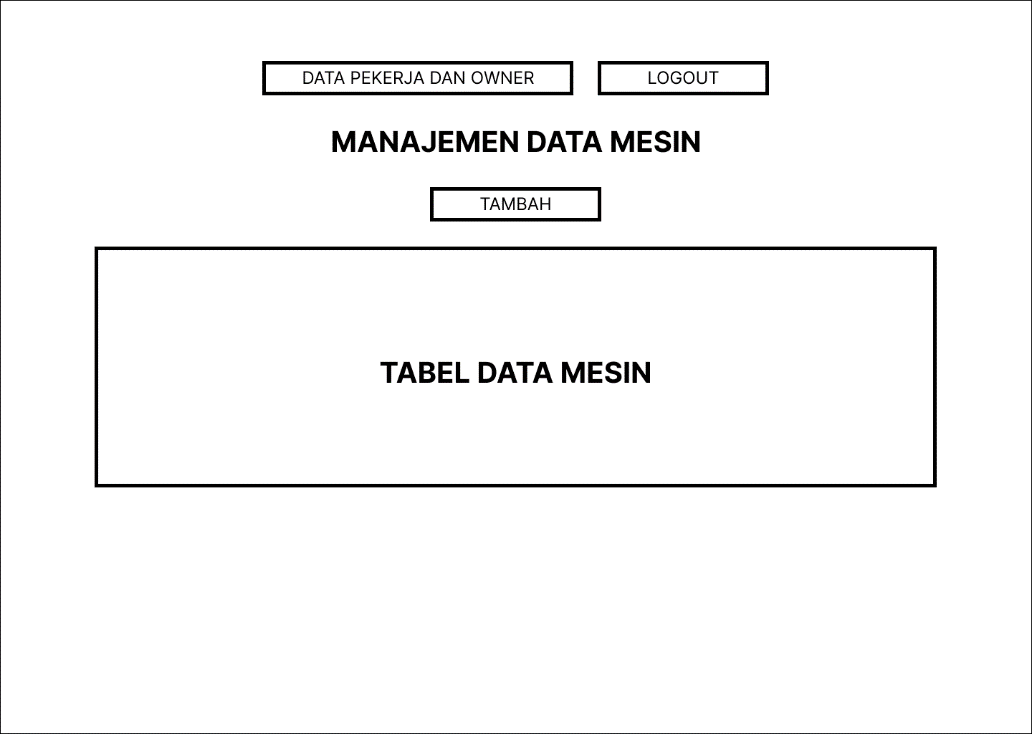 DATA PEKERJA DAN OWNER
LOGOUT
MANAJEMEN DATA MESIN
TAMBAH
TABEL DATA MESIN